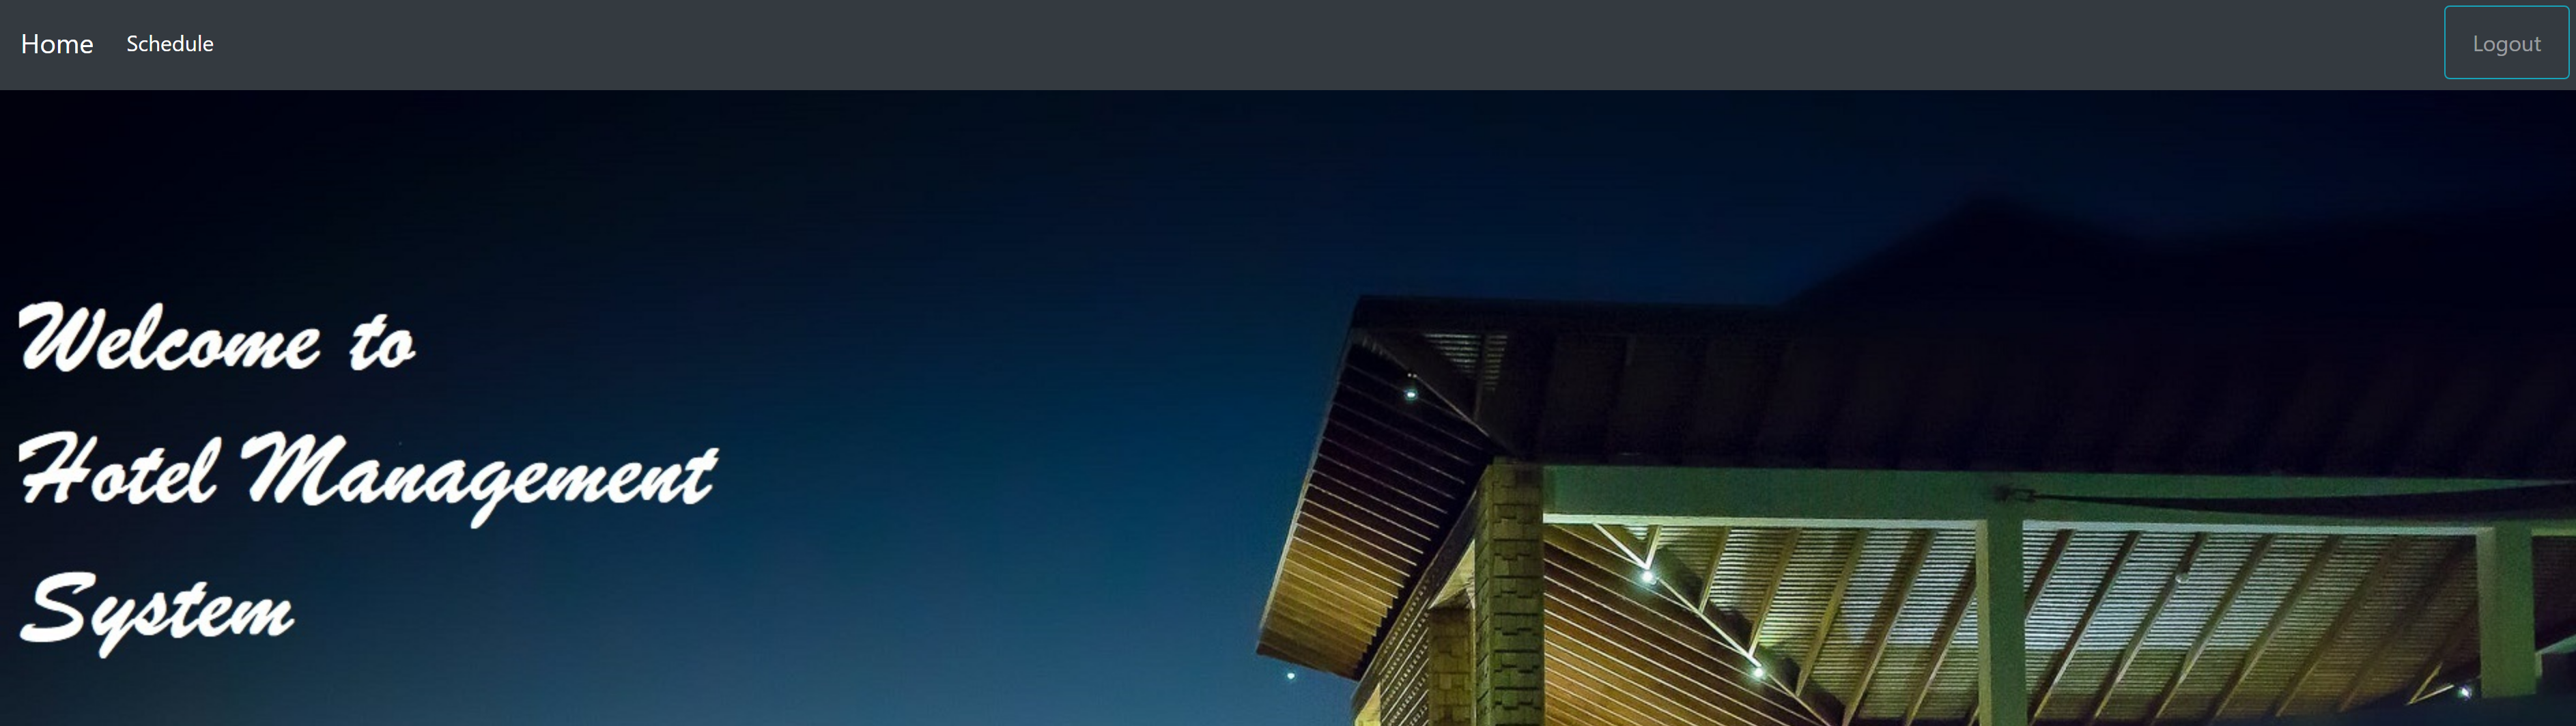 Home Schedule Logout
Welcome to
Hotel Management
System